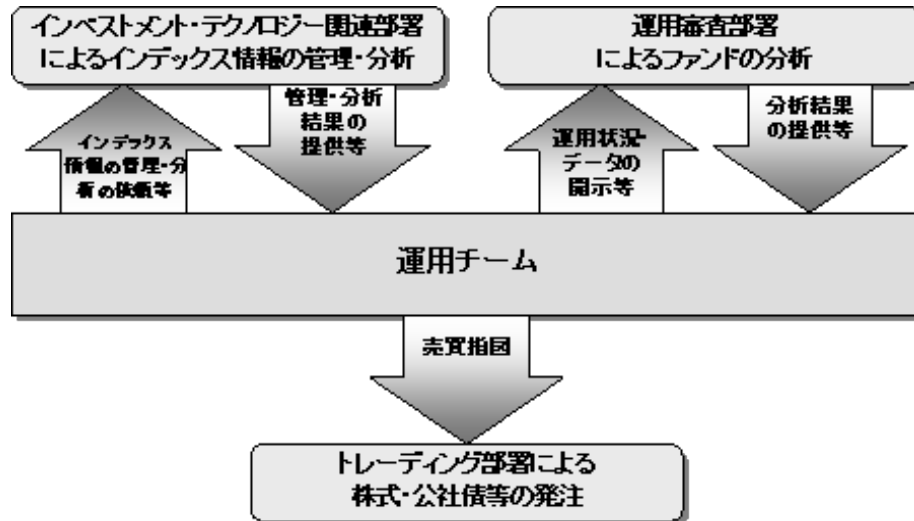 インベストメント・テクノロジー関連部署
によるインデックス情報の管理・分析
運用審査部署
によるファンドの分析
インデックス
情報の管理・分
析の依頼等
管理・分析
結果の
提供等
運用状況・
データの
開示等
分析結果
の提供等
運用チーム
売買指図
トレーディング部署による
株式・公社債等の発注